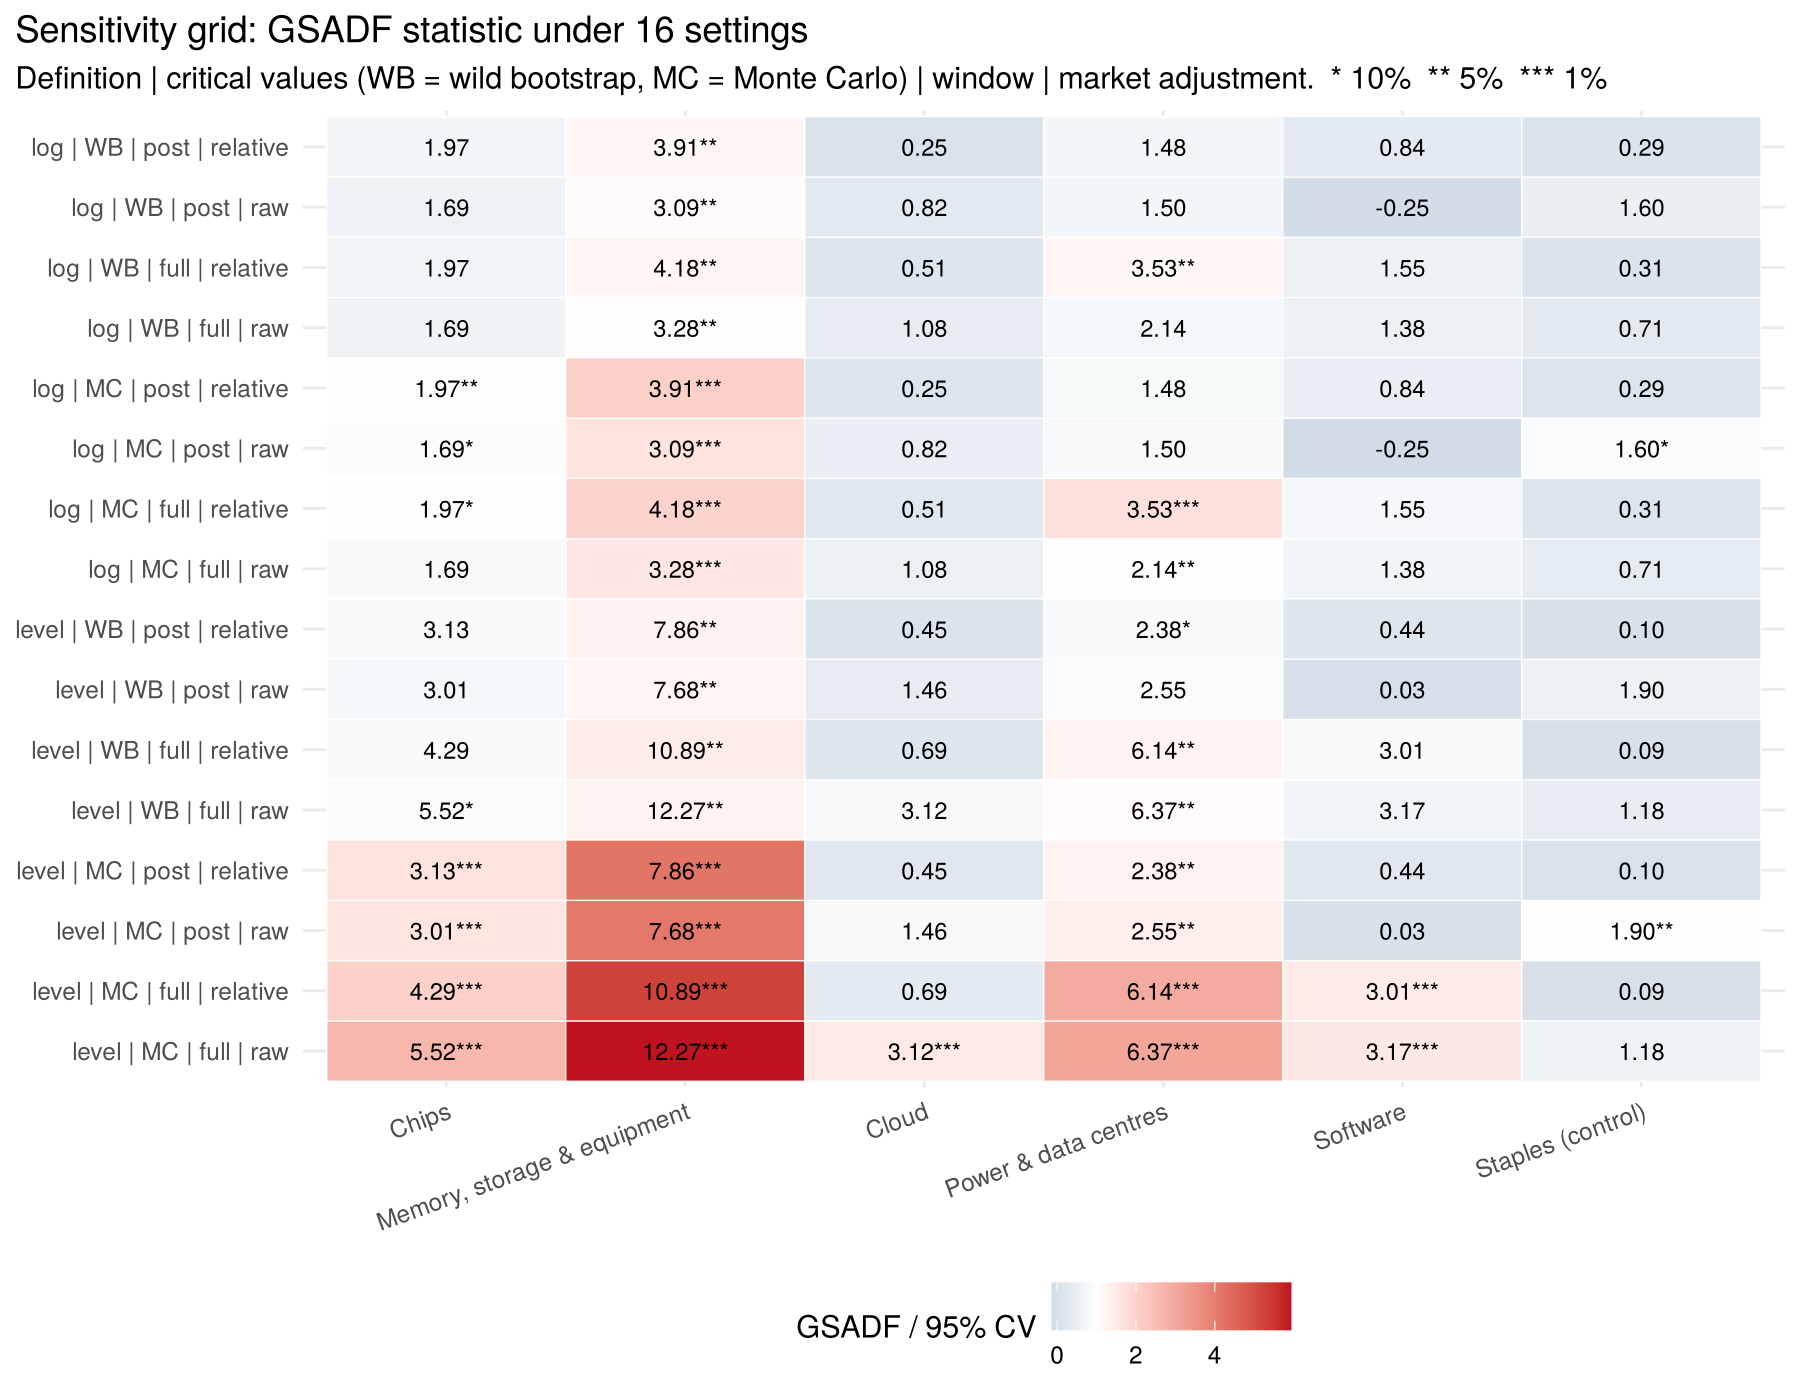 Sensitivity grid: GSADF statistic under 16 settings
Definition | critical values (WB = wild bootstrap, MC = Monte Carlo) | window | market adjustment.  * 10%  ** 5%  *** 1%
log | WB | post | relative 1.97 3.91** 0.25 1.48 0.84 0.29
log | WB | post | raw 1.69 3.09** 0.82 1.50 -0.25 1.60
log | WB | full | relative 1.97 4.18** 0.51 3.53** 1.55 0.31
log | WB | full | raw 1.69 3.28** 1.08 2.14 1.38 0.71
log | MC | post | relative 1.97** 3.91*** 0.25 1.48 0.84 0.29
log | MC | post | raw 1.69* 3.09*** 0.82 1.50 -0.25 1.60*
log | MC | full | relative 1.97* 4.18*** 0.51 3.53*** 1.55 0.31
log | MC | full | raw 1.69 3.28*** 1.08 2.14** 1.38 0.71
level | WB | post | relative 3.13 7.86** 0.45 2.38* 0.44 0.10
level | WB | post | raw 3.01 7.68** 1.46 2.55 0.03 1.90
level | WB | full | relative 4.29 10.89** 0.69 6.14** 3.01 0.09
level | WB | full | raw 5.52* 12.27** 3.12 6.37** 3.17 1.18
level | MC | post | relative 3.13*** 7.86*** 0.45 2.38** 0.44 0.10
level | MC | post | raw 3.01*** 7.68*** 1.46 2.55** 0.03 1.90**
level | MC | full | relative 4.29*** 10.89*** 0.69 6.14*** 3.01*** 0.09
level | MC | full | raw 5.52*** 12.27*** 3.12*** 6.37*** 3.17*** 1.18
Chips Memory, storage & equipment Cloud Power & data centres Software Staples (control)
GSADF / 95% CV
0 2 4